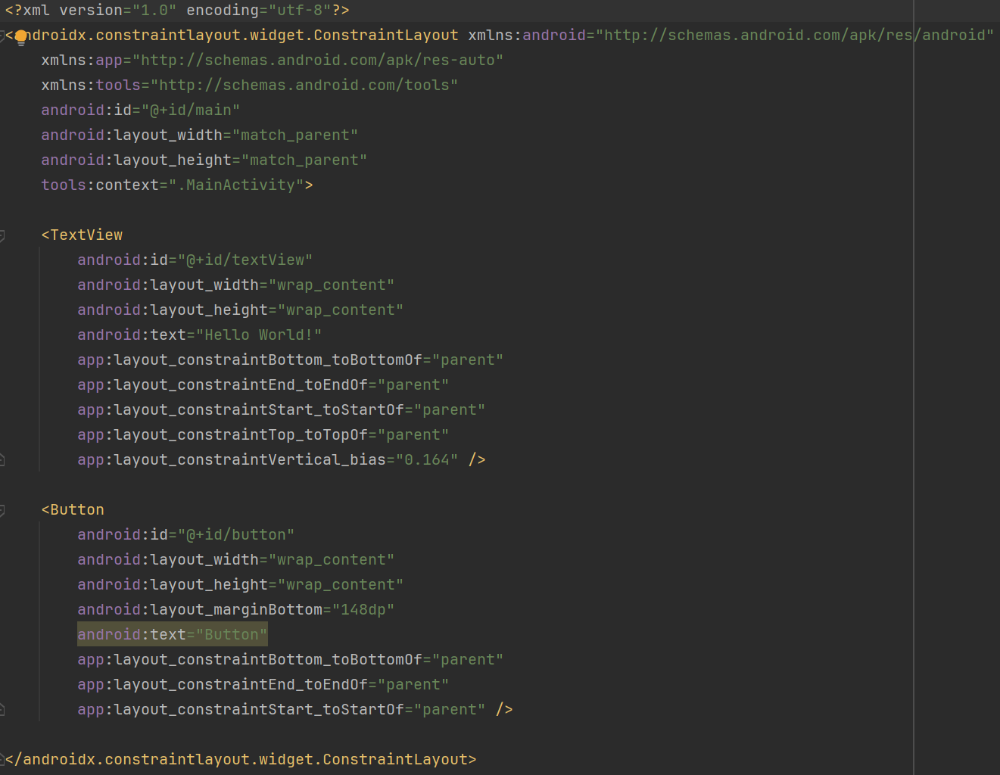 <?xml version="1.0" encoding="utf-8"?>
<androidx.constraintlayout.widget.ConstraintLayout xmlns:android="http://schemas.android.com/apk/res/android"
    xmlns:app="http://schemas.android.com/apk/res-auto"
    xmlns:tools="http://schemas.android.com/tools"
    android:id="@+id/main"
    android:layout_width="match_parent"
    android:layout_height="match_parent"
    tools:context=".MainActivity">

    <TextView
        android:id="@+id/textView"
        android:layout_width="wrap_content"
        android:layout_height="wrap_content"
        android:text="Hello World!"
        app:layout_constraintBottom_toBottomOf="parent"
        app:layout_constraintEnd_toEndOf="parent"
        app:layout_constraintStart_toStartOf="parent"
        app:layout_constraintTop_toTopOf="parent"
        app:layout_constraintVertical_bias="0.164" />

    <Button
        android:id="@+id/button"
        android:layout_width="wrap_content"
        android:layout_height="wrap_content"
        android:layout_marginBottom="148dp"
        android:text="Button"
        app:layout_constraintBottom_toBottomOf="parent"
        app:layout_constraintEnd_toEndOf="parent"
        app:layout_constraintStart_toStartOf="parent" />

</androidx.constraintlayout.widget.ConstraintLayout>